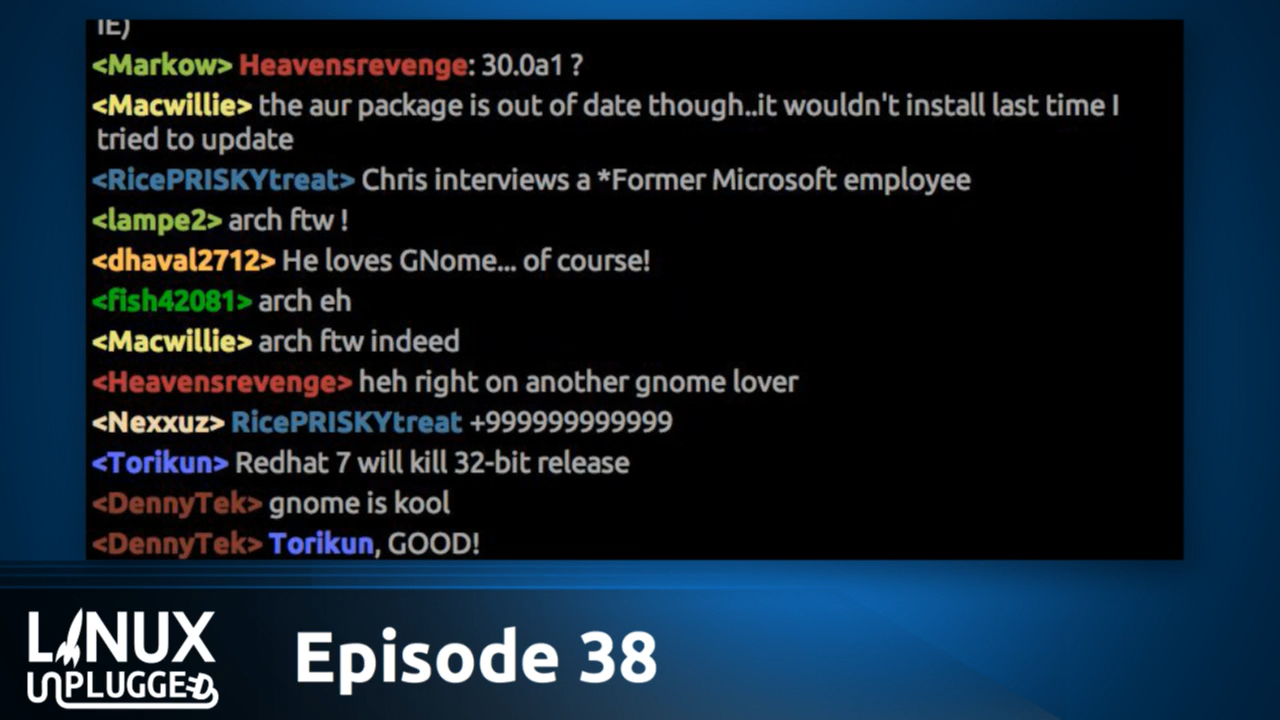 IE)
<Markow> Heavensrevenge: 30.0a1 ?
<Macwillie> the aur package is out of date though..it wouldn't install last time I
tried to update
<RicePRISKYtreat> Chris interviews a *Former Microsoft employee
<lampe2> arch ftw !
<dhaval2712> He loves GNome... of course!
<fish42081> arch eh
<Macwillie> arch ftw indeed
<Heavensrevenge> heh right on another gnome lover
<Nexxuz> RicePRISKYtreat +999999999999
<Torikun> Redhat 7 will kill 32-bit release
<DennyTek> gnome is kool
<DennyTek> Torikun, GOOD!
LINUX
UNPLUGGED
Episode 38